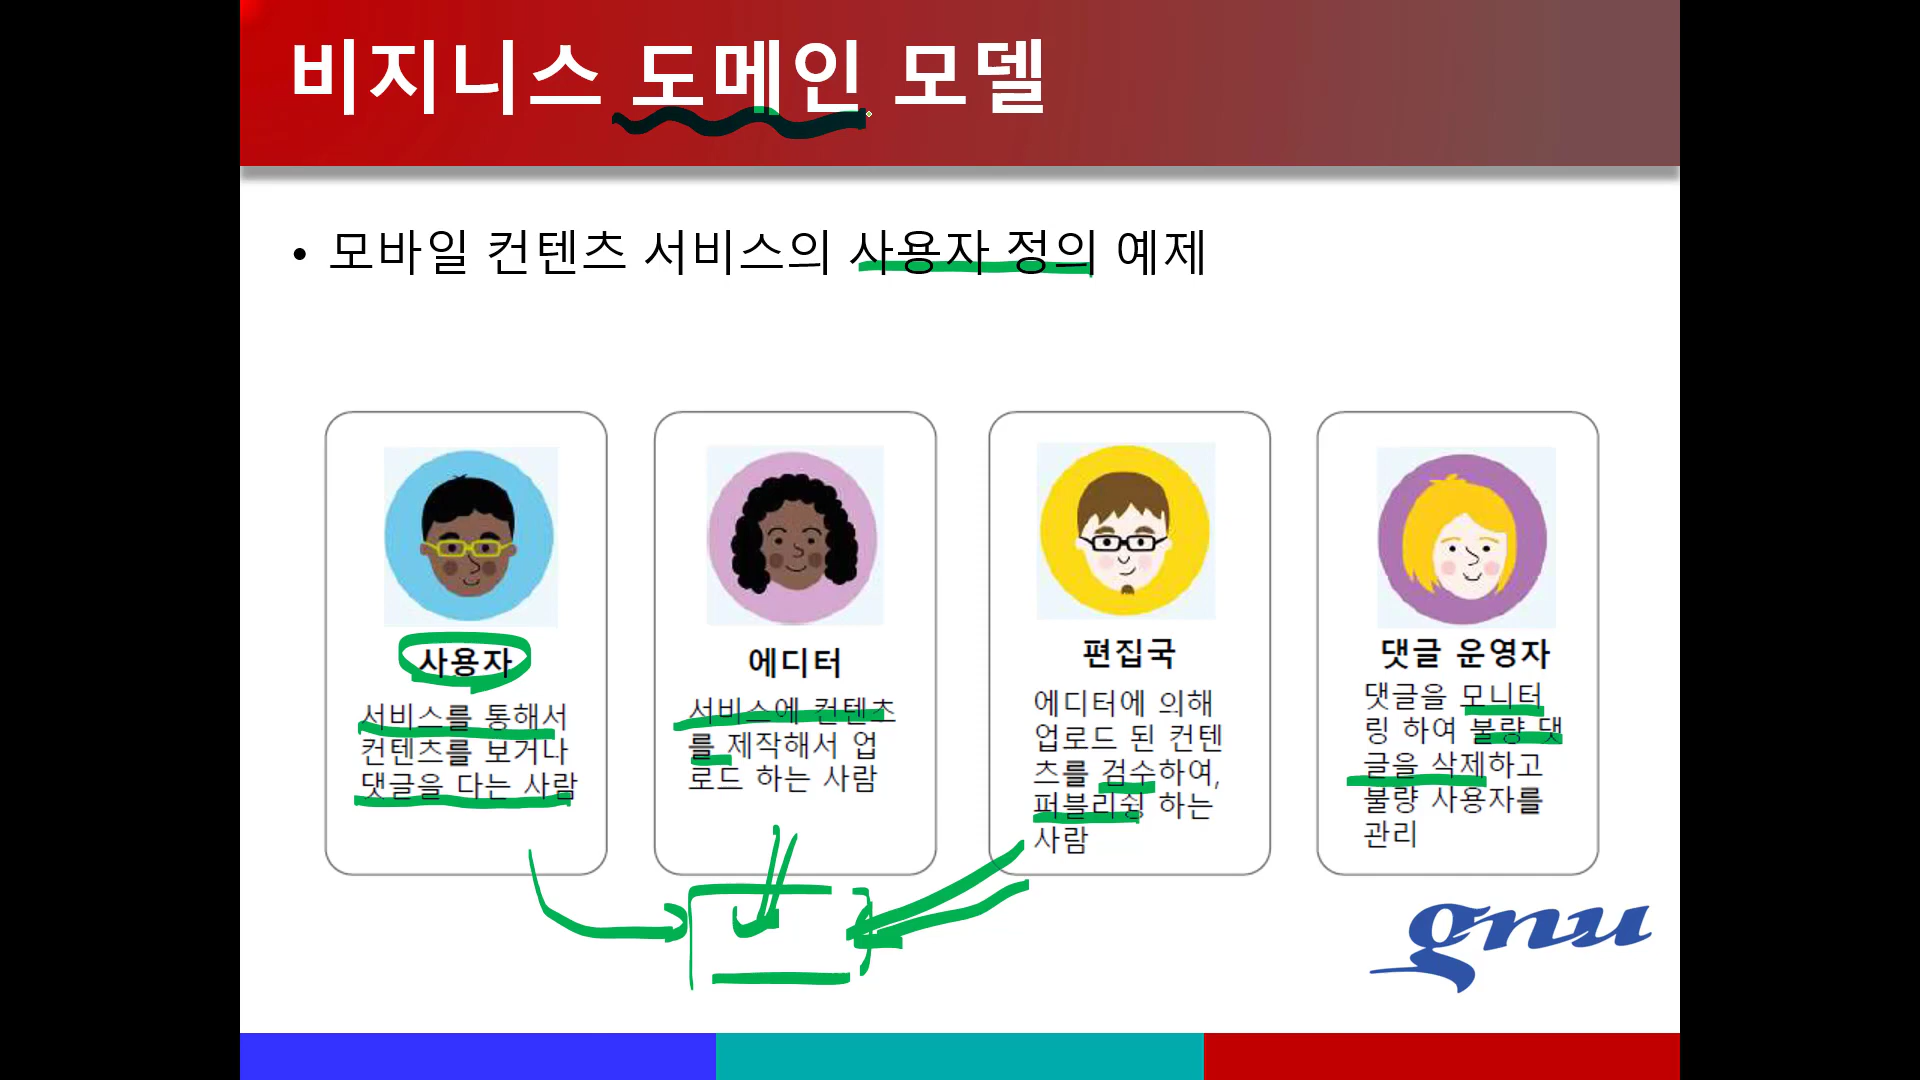 비지니스 도메인 모델
• 모바일 컨텐츠 서비스의 사용자 정의 예제
사용자
서비스를 통해서
컨텐츠를 보거나
댓글을 다는 사람
에디터
서비스에 컨텐츠
를 제작해서 업
로드 하는 사람
편집국
에디터에 의해
업로드 된 컨텐
츠를 검수하여,
퍼블리슁 하는
사람
댓글 운영자
댓글을 모니터
링 하여 불량 댓
글을 삭제하고
불량 사용자를
관리
gnu